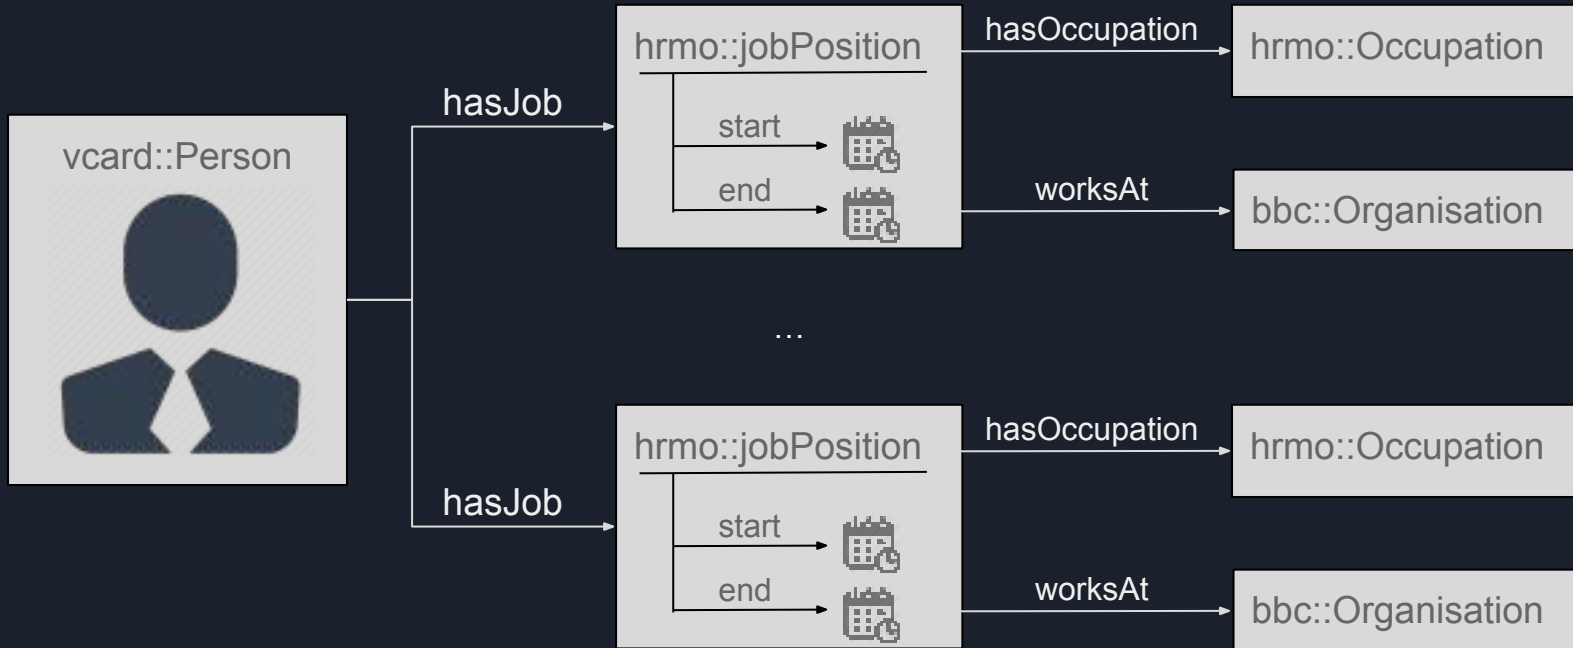 vcard::Person
hasJob
hrmo::jobPosition
start
end
hasOccupation
hrmo::Occupation
worksAt
bbc::Organisation
...
hasJob
hrmo::jobPosition
start
end
hasOccupation
hrmo::Occupation
worksAt
bbc::Organisation